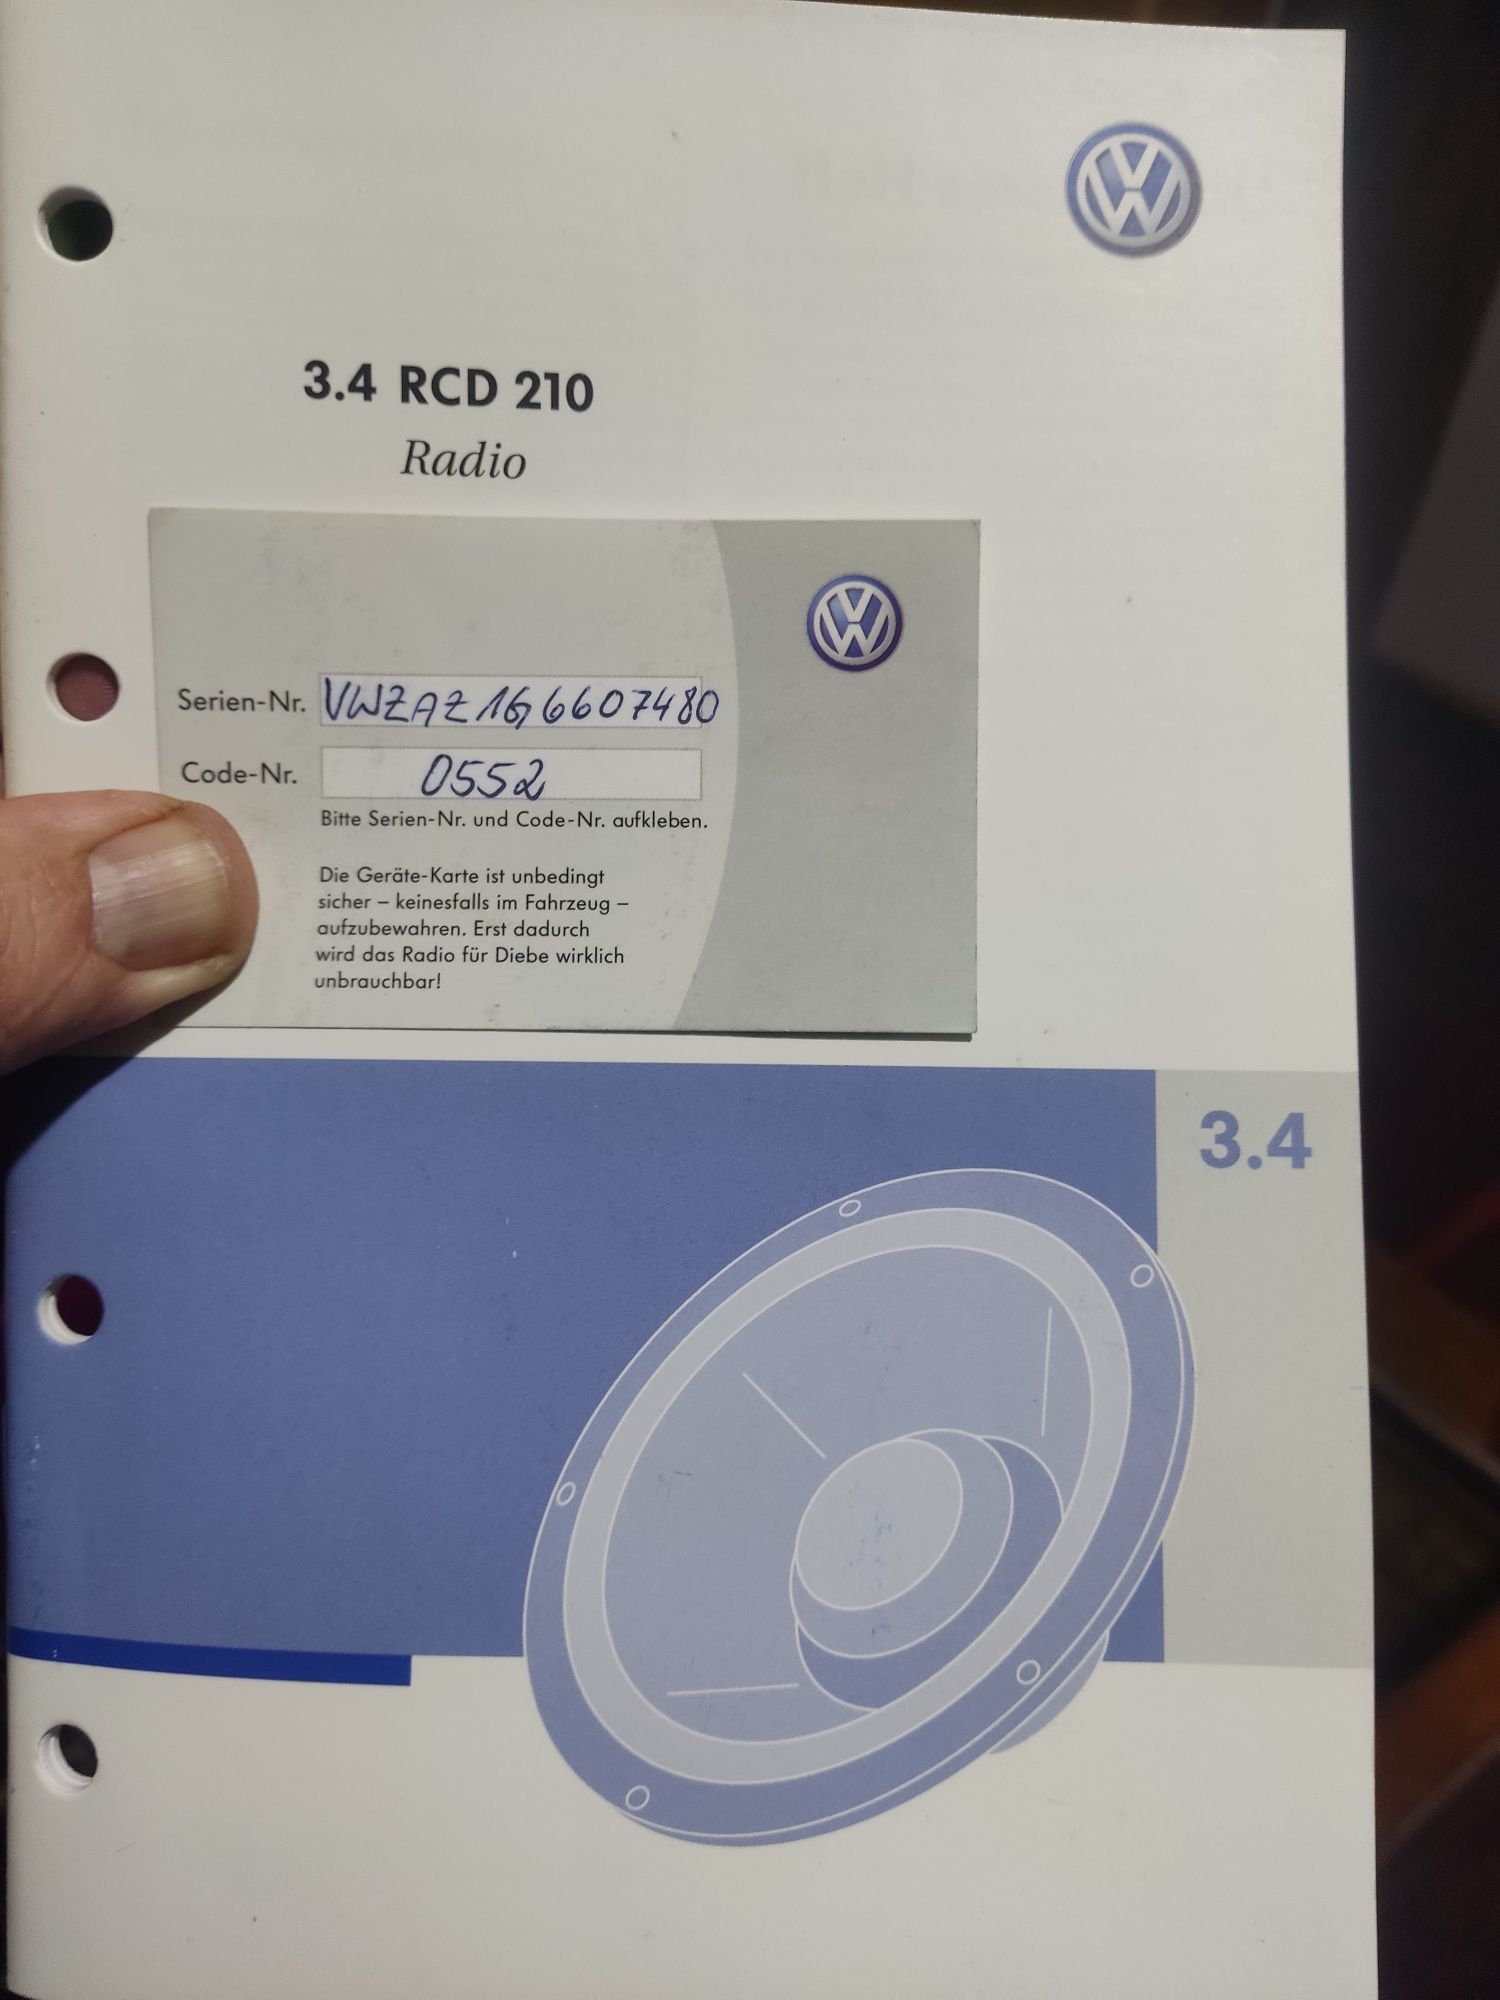 3.4 RCD 210
Radio
Serien-Nr. VWZAZ1G6607480
Code-Nr. 0552
Bitte Serien-Nr. und Code-Nr. aufkleben.
Die Geräte-Karte ist unbedingt
sicher – keinesfalls im Fahrzeug –
aufzubewahren. Erst dadurch
wird das Radio für Diebe wirklich
unbrauchbar!
3.4